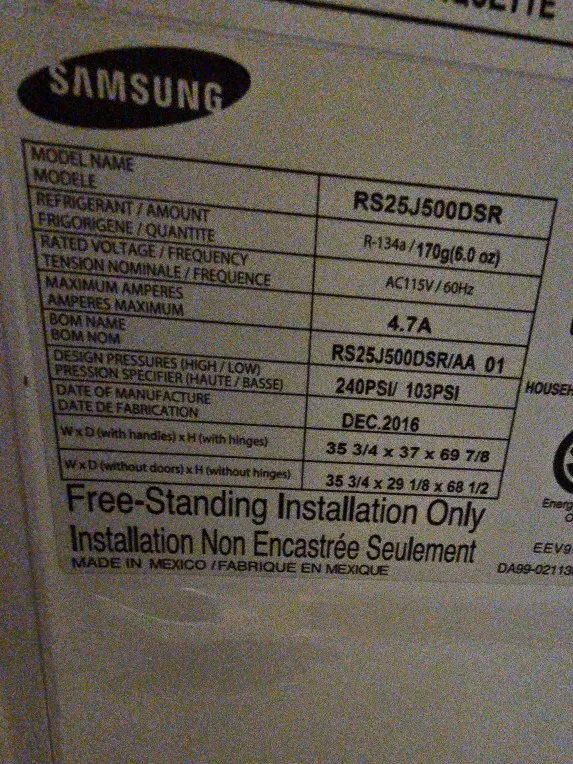 SAMSUNG
MODEL NAME
MODELE
RS25J500DSR
REFRIGERANT / AMOUNT
FRIGORIGENE / QUANTITE
R-134a / 170g(6.0 oz)
RATED VOLTAGE / FREQUENCY
TENSION NOMINALE / FREQUENCE
AC115V / 60Hz
MAXIMUM AMPERES
AMPERES MAXIMUM
4.7A
BOM NAME
BOM NOM
RS25J500DSR/AA 01
DESIGN PRESSURES (HIGH / LOW)
PRESSION SPECIFIER (HAUTE / BASSE)
240PSI/ 103PSI
DATE OF MANUFACTURE
DATE DE FABRICATION
DEC.2016
W x D (with handles) x H (with hinges)
35 3/4 x 37 x 69 7/8
W x D (without doors) x H (without hinges)
35 3/4 x 29 1/8 x 68 1/2
Free-Standing Installation Only
Installation Non Encastrée Seulement
MADE IN MEXICO / FABRIQUE EN MEXIQUE